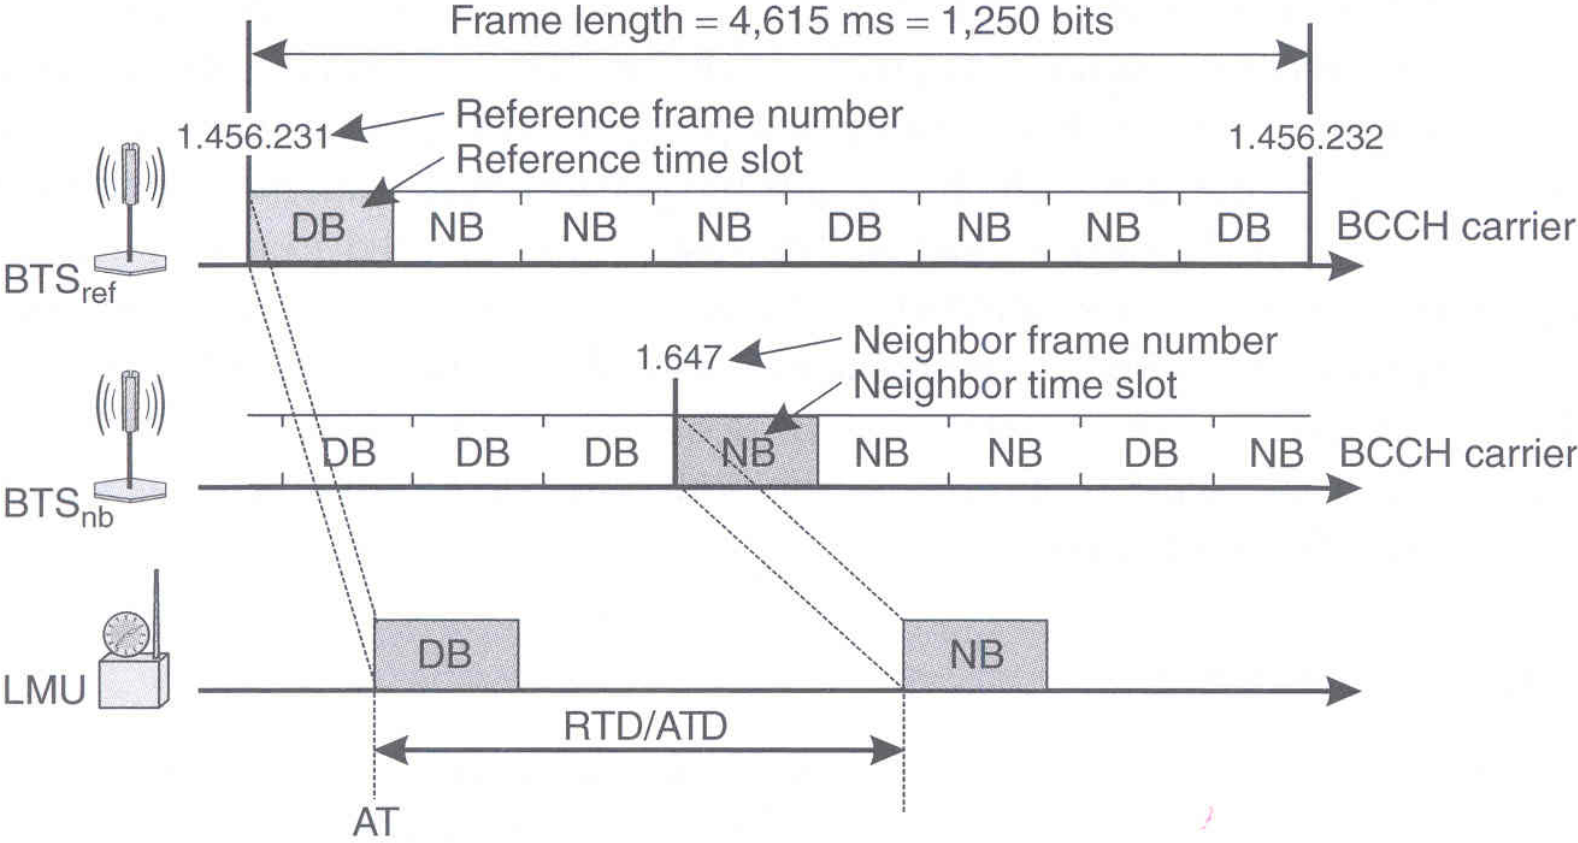 Frame length = 4,615 ms = 1,250 bits
1.456.231
Reference frame number
1.456.232
Reference time slot
DB NB NB NB DB NB NB DB BCCH carrier
BTSref
1.647
Neighbor frame number
Neighbor time slot
DB DB DB NB NB NB DB NB BCCH carrier
BTSnb
DB NB
LMU
RTD/ATD
AT